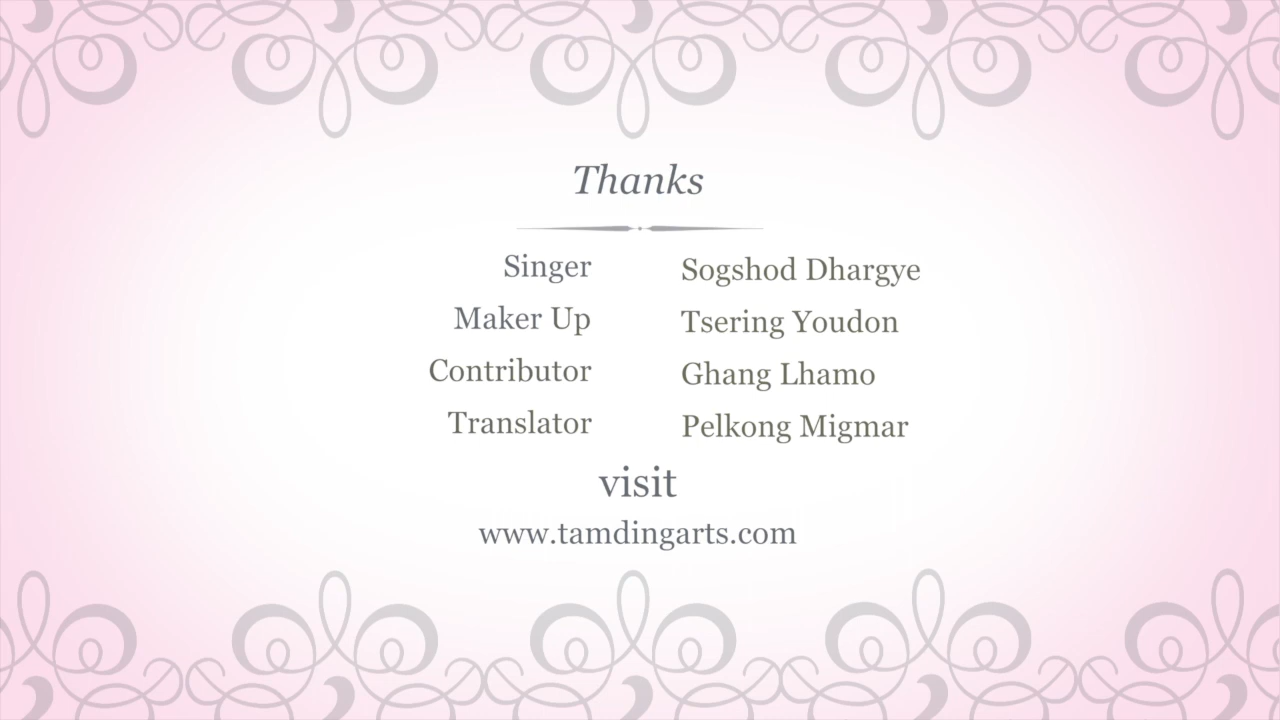 Thanks
Singer Sogshod Dhargye
Maker Up Tsering Youdon
Contributor Ghang Lhamo
Translator Pelkong Migmar
visit
www.tamdingarts.com